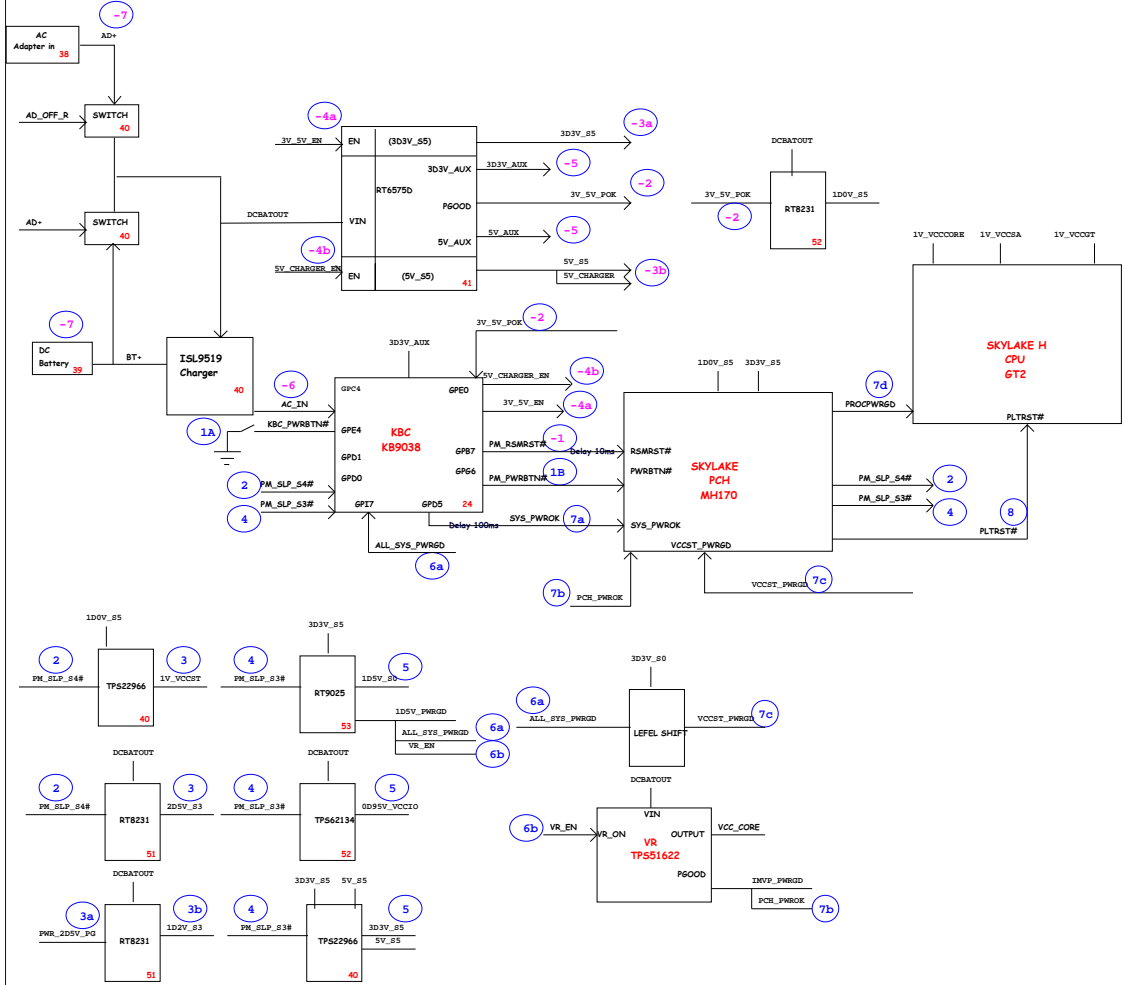 -7
AC
Adapter in
38
AD+
AD_OFF_R
SWITCH
40
AD+
SWITCH
40
-7
DC
Battery
39
BT+
ISL9519
Charger
40
DCBATOUT
-4a
3V_5V_EN
EN
(3D3V_S5)
3D3V_S5
-3a
RT6575D
3D3V_AUX
3D3V_AUX
-5
VIN
PGOOD
3V_5V_POK
-2
5V_AUX
5V_AUX
-5
-4b
5V_CHARGER_EN
EN
(5V_S5)
41
5V_S5
5V_CHARGER
-3b
DCBATOUT
3V_5V_POK
-2
RT8231
52
1D0V_S5
1V_VCCCORE
1V_VCCSA
1V_VCCGT
SKYLAKE H
CPU
GT2
PLTRST#
3V_5V_POK
-2
3D3V_AUX
-6
AC_IN
1A
KBC_PWRBTN#
2
PM_SLP_S4#
4
PM_SLP_S3#
GPC4
GPE0
GPE4
KBC
KB9038
GPD1
GPB7
GPD0
GPG6
GPI7
GPD5
24
5V_CHARGER_EN
-4b
3V_5V_EN
-4a
PM_RSMRST#
-1
Delay 10ms
PM_PWRBTN#
1B
SYS_PWROK
7a
Delay 100ms
ALL_SYS_PWRGD
6a
1D0V_S5
3D3V_S5
RSMRST#
PWRBTN#
SKYLAKE
PCH
MH170
SYS_PWROK
VCCST_PWRGD
7d
PROCPWRGD
PM_SLP_S4#
2
PM_SLP_S3#
4
8
PLTRST#
7b
PCH_PWROK
VCCST_PWRGD
7c
1D0V_S5
2
PM_SLP_S4#
TPS22966
40
3
1V_VCCST
3D3V_S5
4
PM_SLP_S3#
RT9025
53
5
1D5V_S0
1D5V_PWRGD
ALL_SYS_PWRGD
6a
VR_EN
6b
3D3V_S0
6a
ALL_SYS_PWRGD
LEFEL SHIFT
VCCST_PWRGD
7c
DCBATOUT
2
PM_SLP_S4#
RT8231
51
3
2D5V_S3
DCBATOUT
4
PM_SLP_S3#
TPS62134
52
5
0D95V_VCCIO
DCBATOUT
6b
VR_EN
VR_ON
VIN
OUTPUT
VR
TPS51622
PGOOD
VCC_CORE
IMVP_PWRGD
PCH_PWROK
7b
DCBATOUT
3a
PWR_2D5V_PG
RT8231
51
3b
1D2V_S3
3D3V_S5
5V_S5
4
PM_SLP_S3#
TPS22966
40
5
3D3V_S5
5V_S5